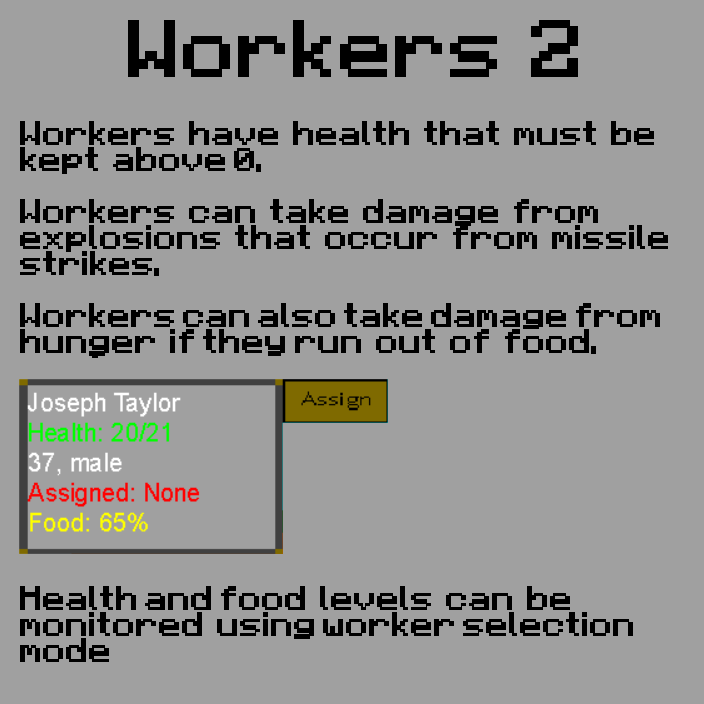 Workers 2
Workers have health that must be
kept above 0.
Workers can take damage from
explosions that occur from missile
strikes.
Workers can also take damage from
hunger if they run out of food.
Joseph Taylor
Assign
Health: 20/21
37, male
Assigned: None
Food: 65%
Health and food levels can be
monitored using worker selection
mode